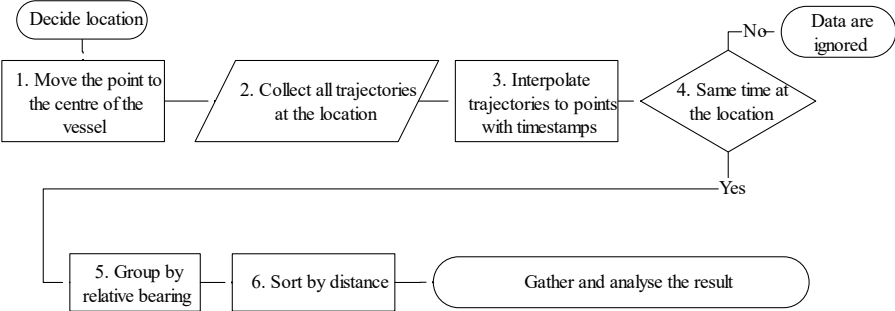 Decide location
1. Move the point to
the centre of the
vessel
2. Collect all trajectories
at the location
3. Interpolate
trajectories to points
with timestamps
4. Same time at
the location
No
Data are
ignored
Yes
5. Group by
relative bearing
6. Sort by distance
Gather and analyse the result